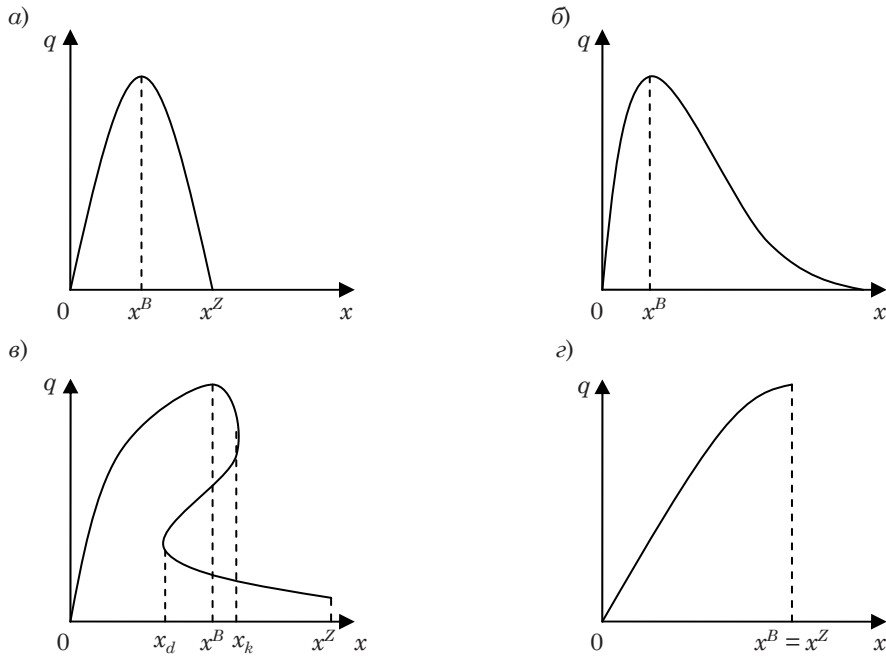 а) б)
q q
0 x^B x^Z x 0 x^B x
в) г)
q q
0 x_d x^B x_k x^Z x 0 x^B = x^Z x